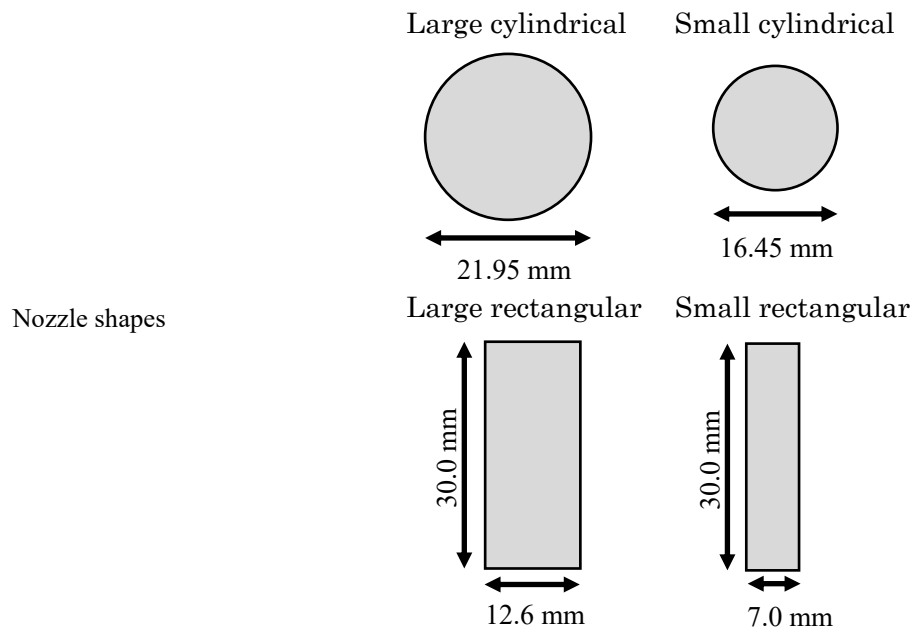 Large cylindrical
Small cylindrical
21.95 mm
16.45 mm
Nozzle shapes
Large rectangular
Small rectangular
30.0 mm
30.0 mm
12.6 mm
7.0 mm